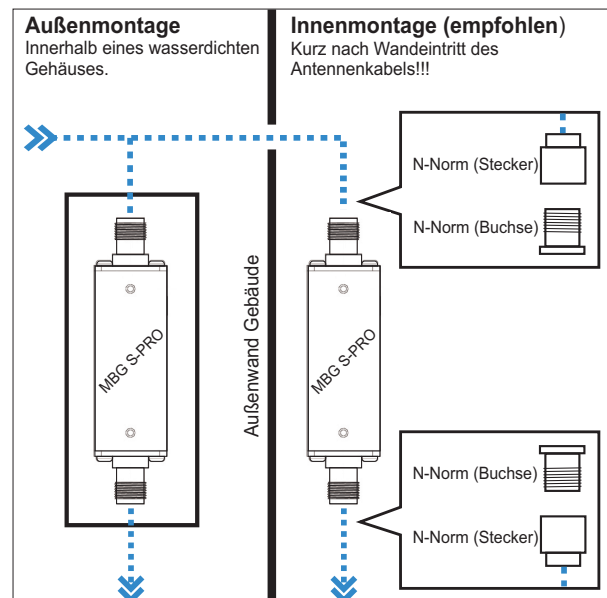 Außenmontage
Innerhalb eines wasserdichten
Gehäuses.
Innenmontage (empfohlen)
Kurz nach Wandeintritt des
Antennenkabels!!!
N-Norm (Stecker)
N-Norm (Buchse)
MBG S-PRO
Außenwand Gebäude
MBG S-PRO
N-Norm (Buchse)
N-Norm (Stecker)